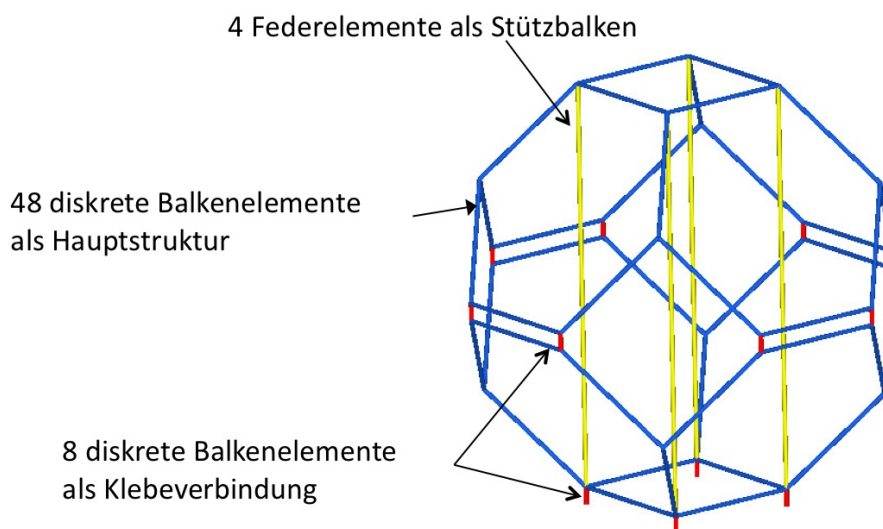 4 Federelemente als Stützbalken
48 diskrete Balkenelemente
als Hauptstruktur
8 diskrete Balkenelemente
als Klebeverbindung